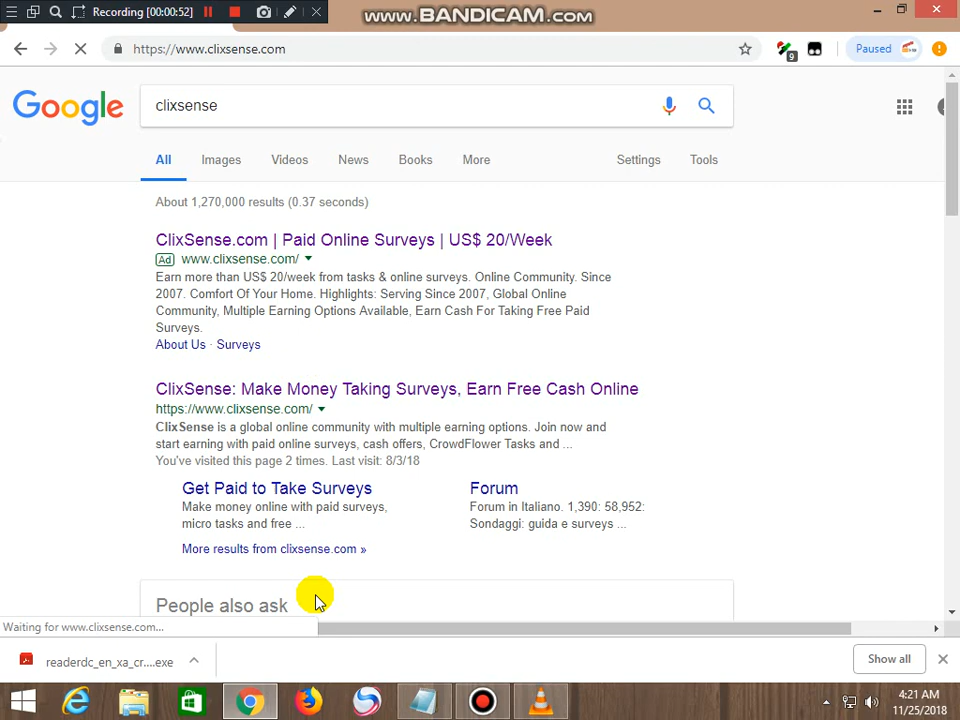 Recording [00:00:52]
www.BANDICAM.com
https://www.clixsense.com
9
Paused
Google
clixsense
All
Images
Videos
News
Books
More
Settings
Tools
About 1,270,000 results (0.37 seconds)
ClixSense.com | Paid Online Surveys | US$ 20/Week
Ad www.clixsense.com/
Earn more than US$ 20/week from tasks & online surveys. Online Community. Since
2007. Comfort Of Your Home. Highlights: Serving Since 2007, Global Online
Community, Multiple Earning Options Available, Earn Cash For Taking Free Paid
Surveys.
About Us · Surveys
ClixSense: Make Money Taking Surveys, Earn Free Cash Online
https://www.clixsense.com/
ClixSense is a global online community with multiple earning options. Join now and
start earning with paid online surveys, cash offers, CrowdFlower Tasks and ...
You've visited this page 2 times. Last visit: 8/3/18
Get Paid to Take Surveys
Make money online with paid surveys,
micro tasks and free ...
Forum
Forum in Italiano. 1,390: 58,952:
Sondaggi: guida e surveys ...
More results from clixsense.com »
People also ask
Waiting for www.clixsense.com...
readerdc_en_xa_cr....exe
Show all
4:21 AM
11/25/2018